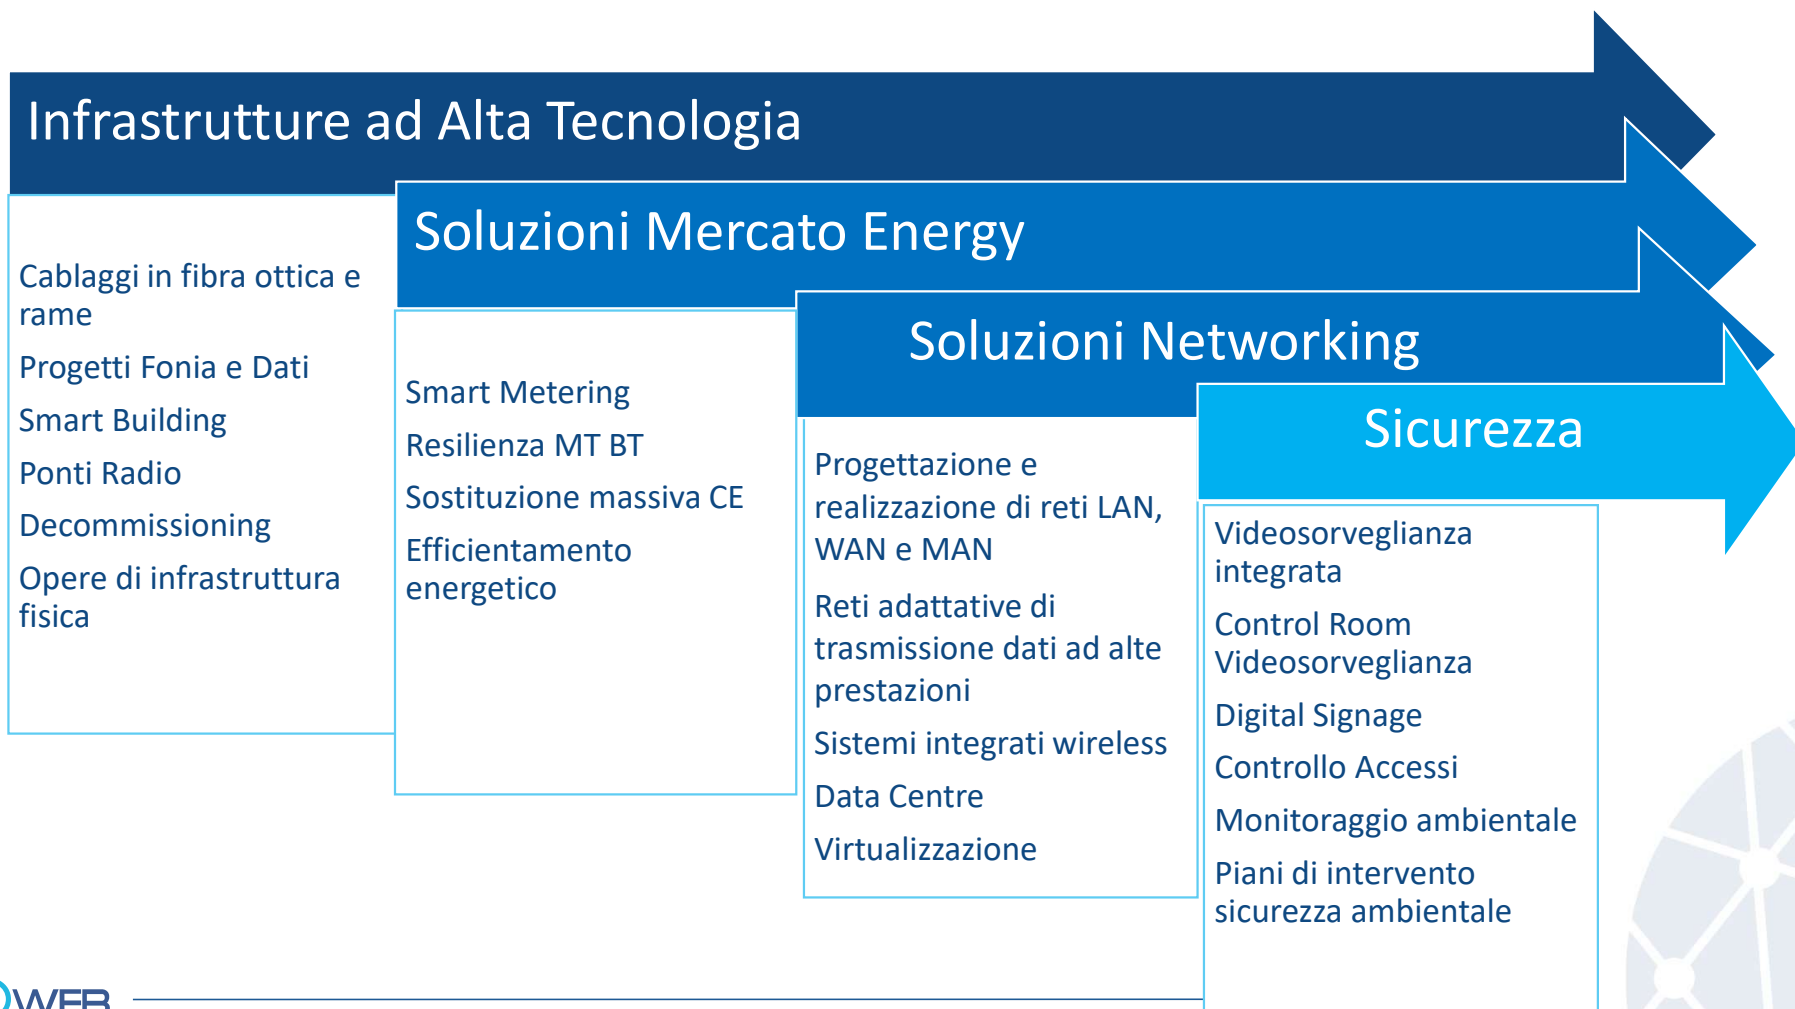 Infrastrutture ad Alta Tecnologia
Cablaggi in fibra ottica e
rame
Progetti Fonia e Dati
Smart Building
Ponti Radio
Decommissioning
Opere di infrastruttura
fisica
Soluzioni Mercato Energy
Smart Metering
Resilienza MT BT
Sostituzione massiva CE
Efficientamento
energetico
Soluzioni Networking
Progettazione e
realizzazione di reti LAN,
WAN e MAN
Reti adattative di
trasmissione dati ad alte
prestazioni
Sistemi integrati wireless
Data Centre
Virtualizzazione
Sicurezza
Videosorveglianza
integrata
Control Room
Videosorveglianza
Digital Signage
Controllo Accessi
Monitoraggio ambientale
Piani di intervento
sicurezza ambientale